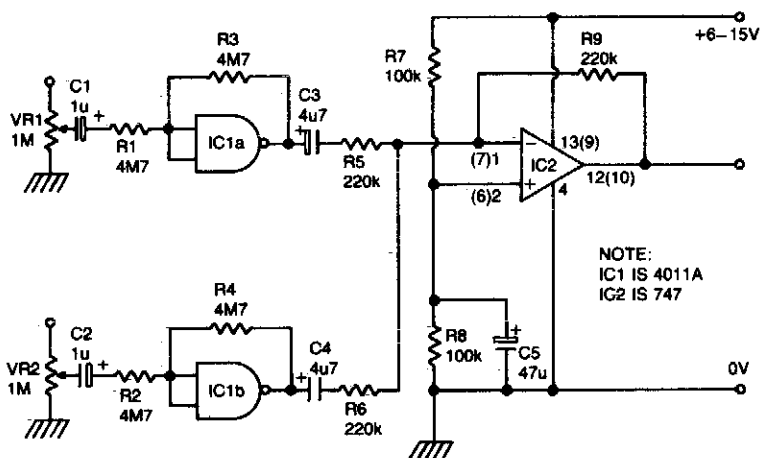 R3
4M7
C1
1u
+
VR1
1M
R1
4M7
IC1a
C3
4u7
+
R5
220k
R7
100k
R9
220k
+6–15V
(7)1
−
IC2
13(9)
(6)2
+
4
12(10)
NOTE:
IC1 IS 4011A
IC2 IS 747
R4
4M7
C2
1u
+
VR2
1M
R2
4M7
IC1b
C4
4u7
+
R6
220k
R8
100k
+
C5
47u
0V